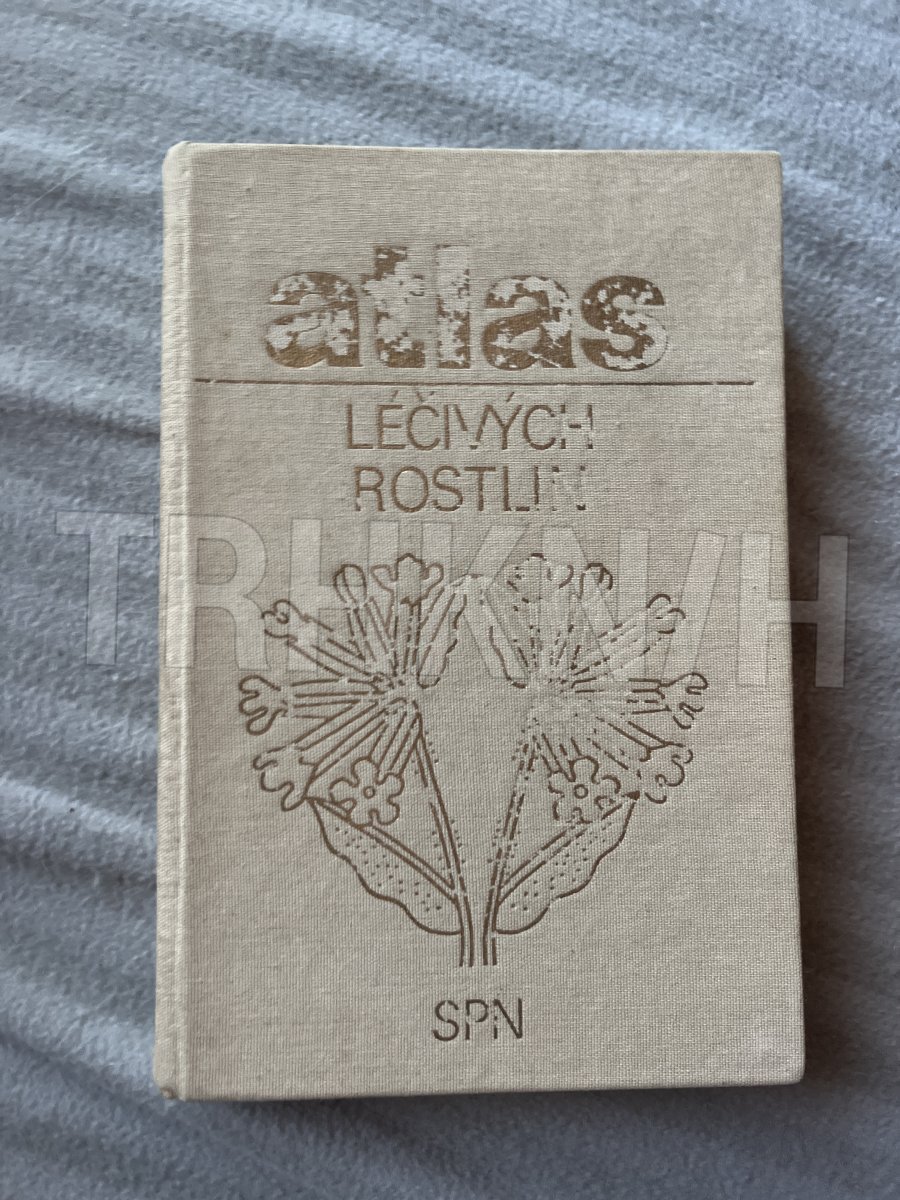 atlas
LÉČIVÝCH
ROSTLIN
TRHKNIH
SPN